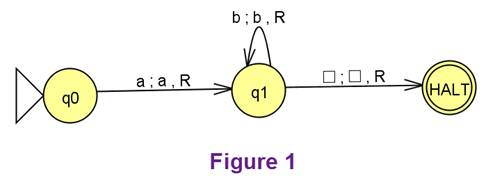 b ; b , R
a ; a , R
□ ; □ , R
q0
q1
HALT
Figure 1